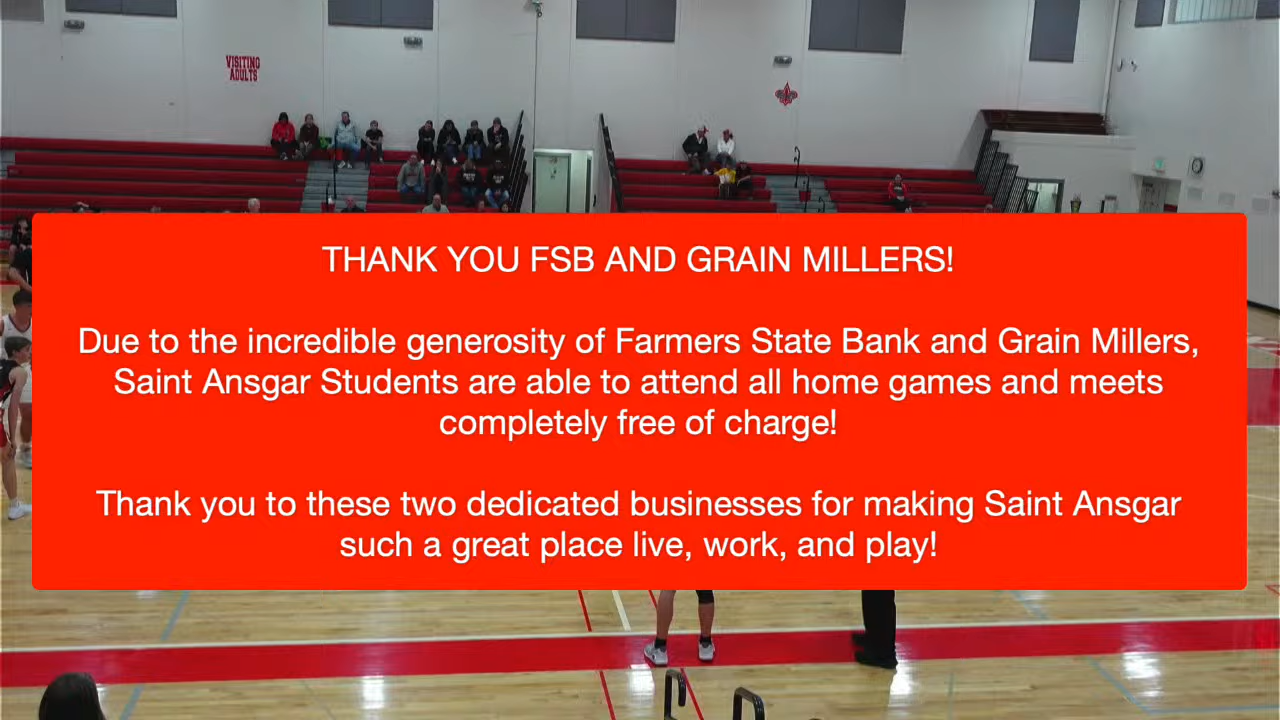 VISITING
ADULTS
THANK YOU FSB AND GRAIN MILLERS!
Due to the incredible generosity of Farmers State Bank and Grain Millers,
Saint Ansgar Students are able to attend all home games and meets
completely free of charge!
Thank you to these two dedicated businesses for making Saint Ansgar
such a great place live, work, and play!